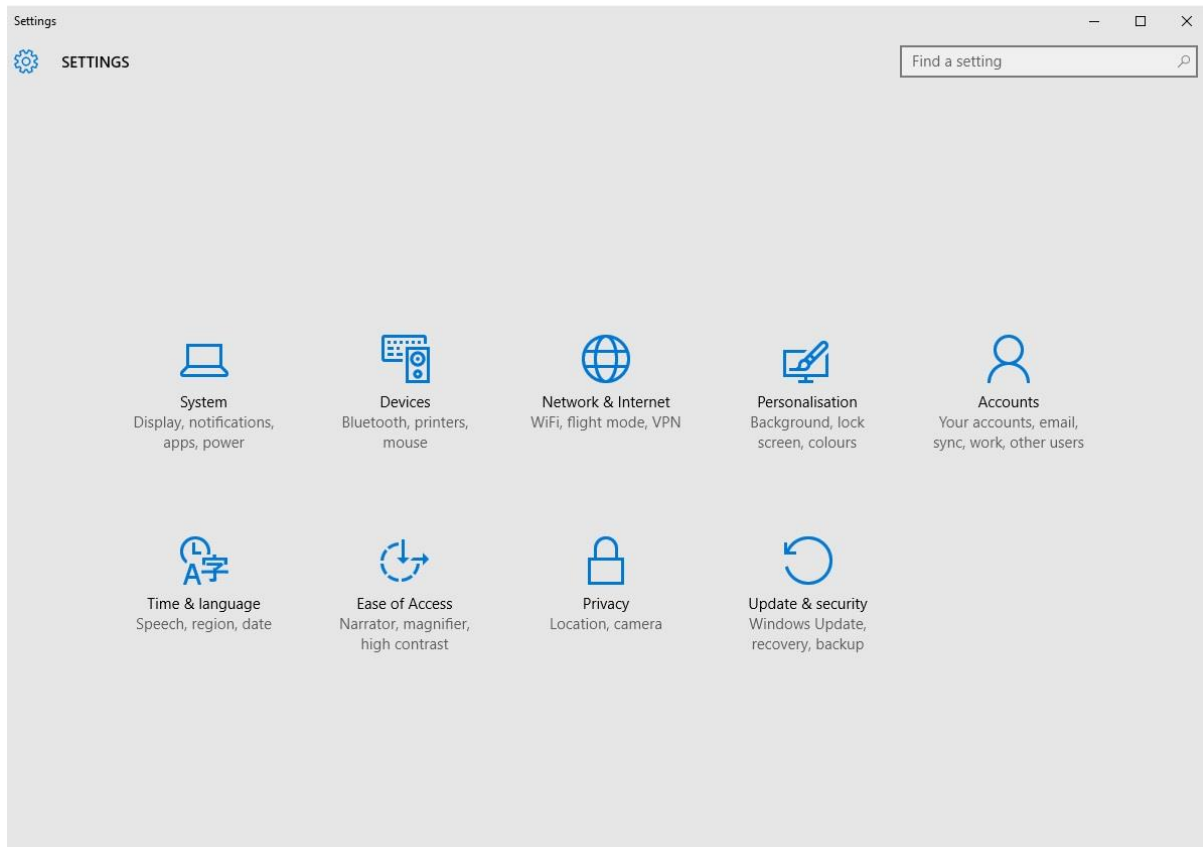 Settings
SETTINGS
Find a setting
System
Display, notifications,
apps, power
Devices
Bluetooth, printers,
mouse
Network & Internet
WiFi, flight mode, VPN
Personalisation
Background, lock
screen, colours
Accounts
Your accounts, email,
sync, work, other users
A字
Time & language
Speech, region, date
Ease of Access
Narrator, magnifier,
high contrast
Privacy
Location, camera
Update & security
Windows Update,
recovery, backup